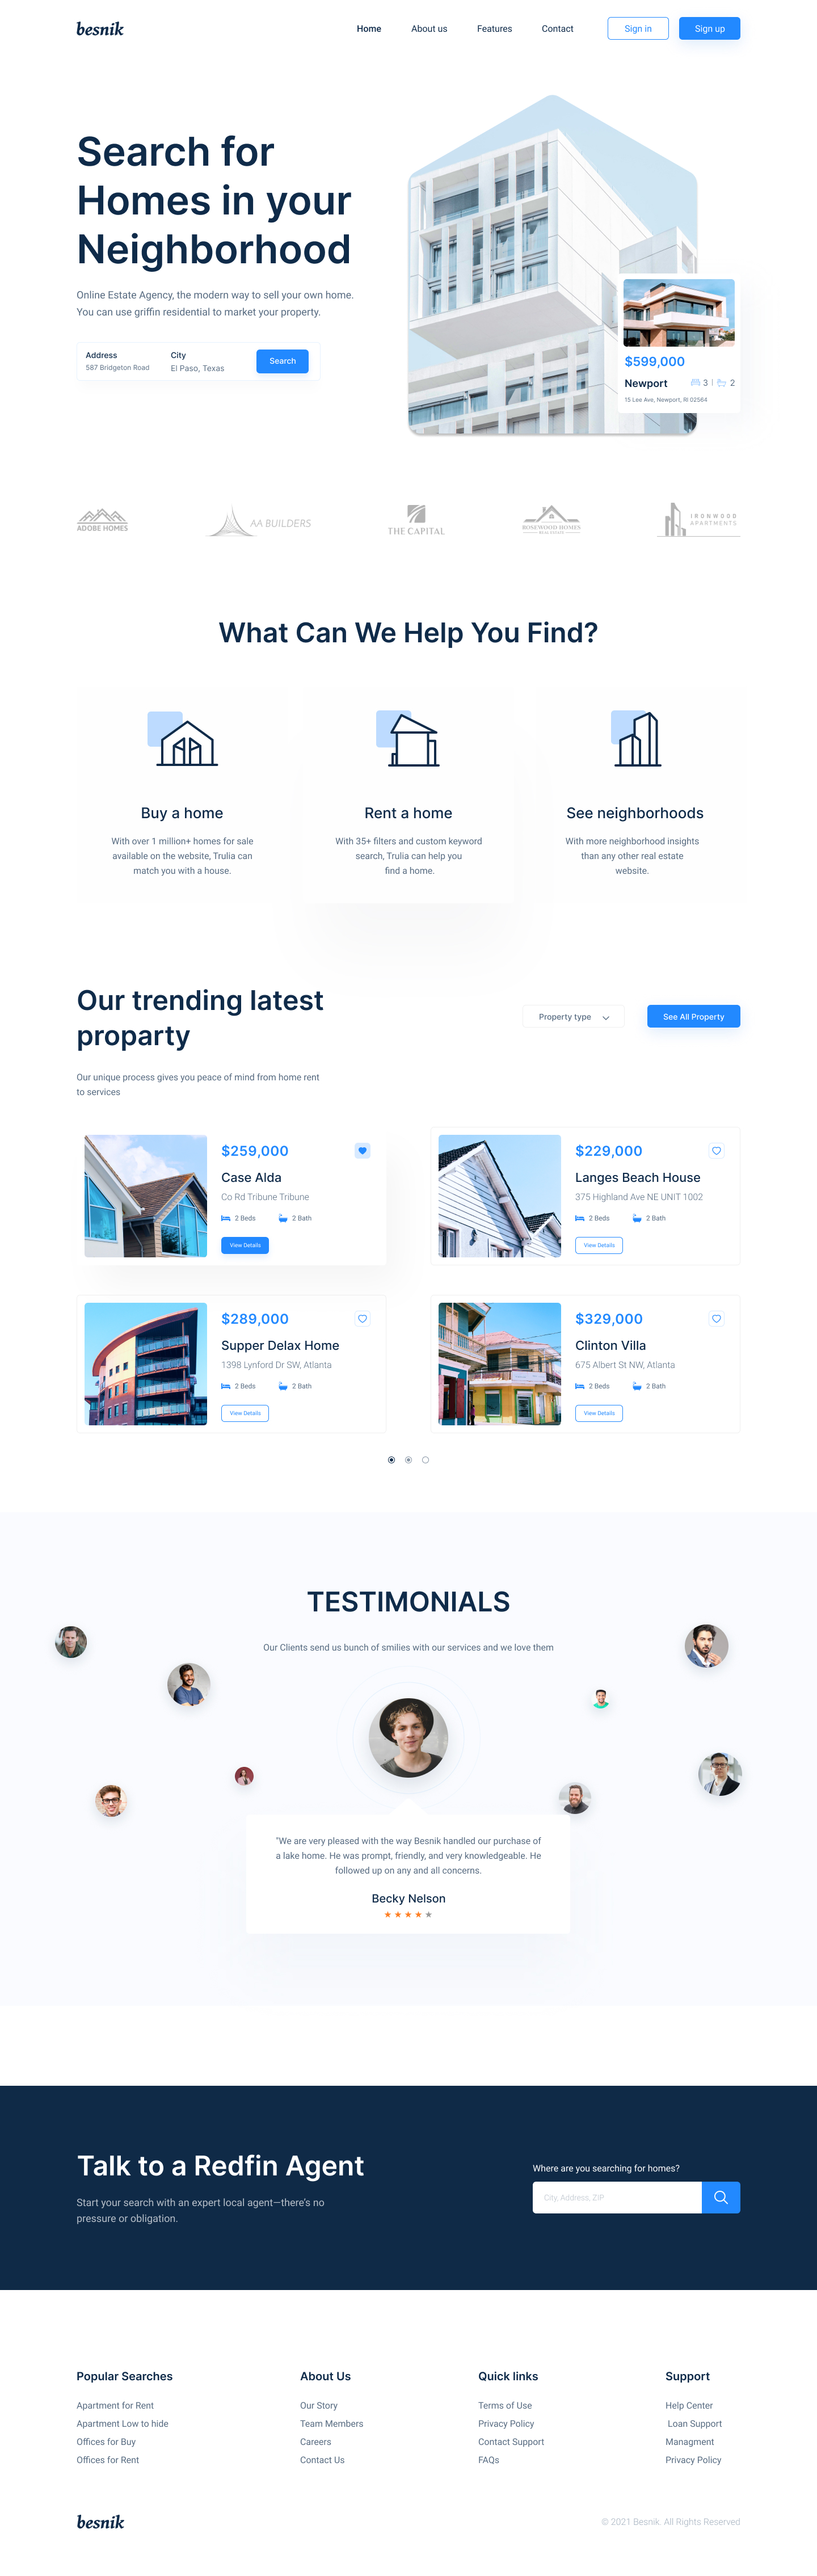 besnik
Home
About us
Features
Contact
Sign in
Sign up
Search for
Homes in your
Neighborhood
Online Estate Agency, the modern way to sell your own home.
You can use griffin residential to market your property.
Address
City
587 Bridgeton Road
El Paso, Texas
Search
$599,000
Newport
3
2
15 Lee Ave, Newport, RI 02564
ADOBE HOMES
AA BUILDERS
THE CAPITAL
ROSEWOOD HOMES
REAL ESTATE
IRONWOOD
APARTMENTS
What Can We Help You Find?
Buy a home
With over 1 million+ homes for sale
available on the website, Trulia can
match you with a house.
Rent a home
With 35+ filters and custom keyword
search, Trulia can help you
find a home.
See neighborhoods
With more neighborhood insights
than any other real estate
website.
Our trending latest
proparty
Property type
See All Property
Our unique process gives you peace of mind from home rent
to services
$259,000
Case Alda
Co Rd Tribune Tribune
2 Beds
2 Bath
View Details
$229,000
Langes Beach House
375 Highland Ave NE UNIT 1002
2 Beds
2 Bath
View Details
$289,000
Supper Delax Home
1398 Lynford Dr SW, Atlanta
2 Beds
2 Bath
View Details
$329,000
Clinton Villa
675 Albert St NW, Atlanta
2 Beds
2 Bath
View Details
TESTIMONIALS
Our Clients send us bunch of smilies with our services and we love them
"We are very pleased with the way Besnik handled our purchase of
a lake home. He was prompt, friendly, and very knowledgeable. He
followed up on any and all concerns.
Becky Nelson
Talk to a Redfin Agent
Start your search with an expert local agent—there's no
pressure or obligation.
Where are you searching for homes?
City, Address, ZIP
Popular Searches
Apartment for Rent
Apartment Low to hide
Offices for Buy
Offices for Rent
About Us
Our Story
Team Members
Careers
Contact Us
Quick links
Terms of Use
Privacy Policy
Contact Support
FAQs
Support
Help Center
Loan Support
Managment
Privacy Policy
besnik
© 2021 Besnik. All Rights Reserved